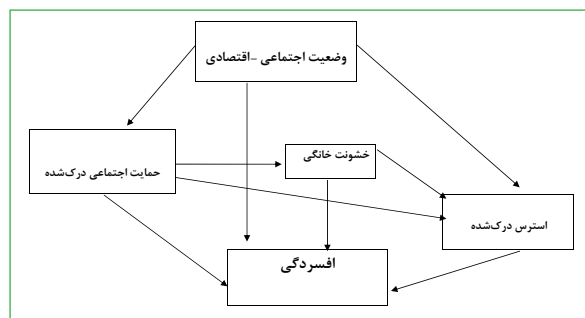 وضعیت اجتماعی -اقتصادی
خشونت خانگی
حمایت اجتماعی درک‌شده
استرس درک‌شده
افسردگی